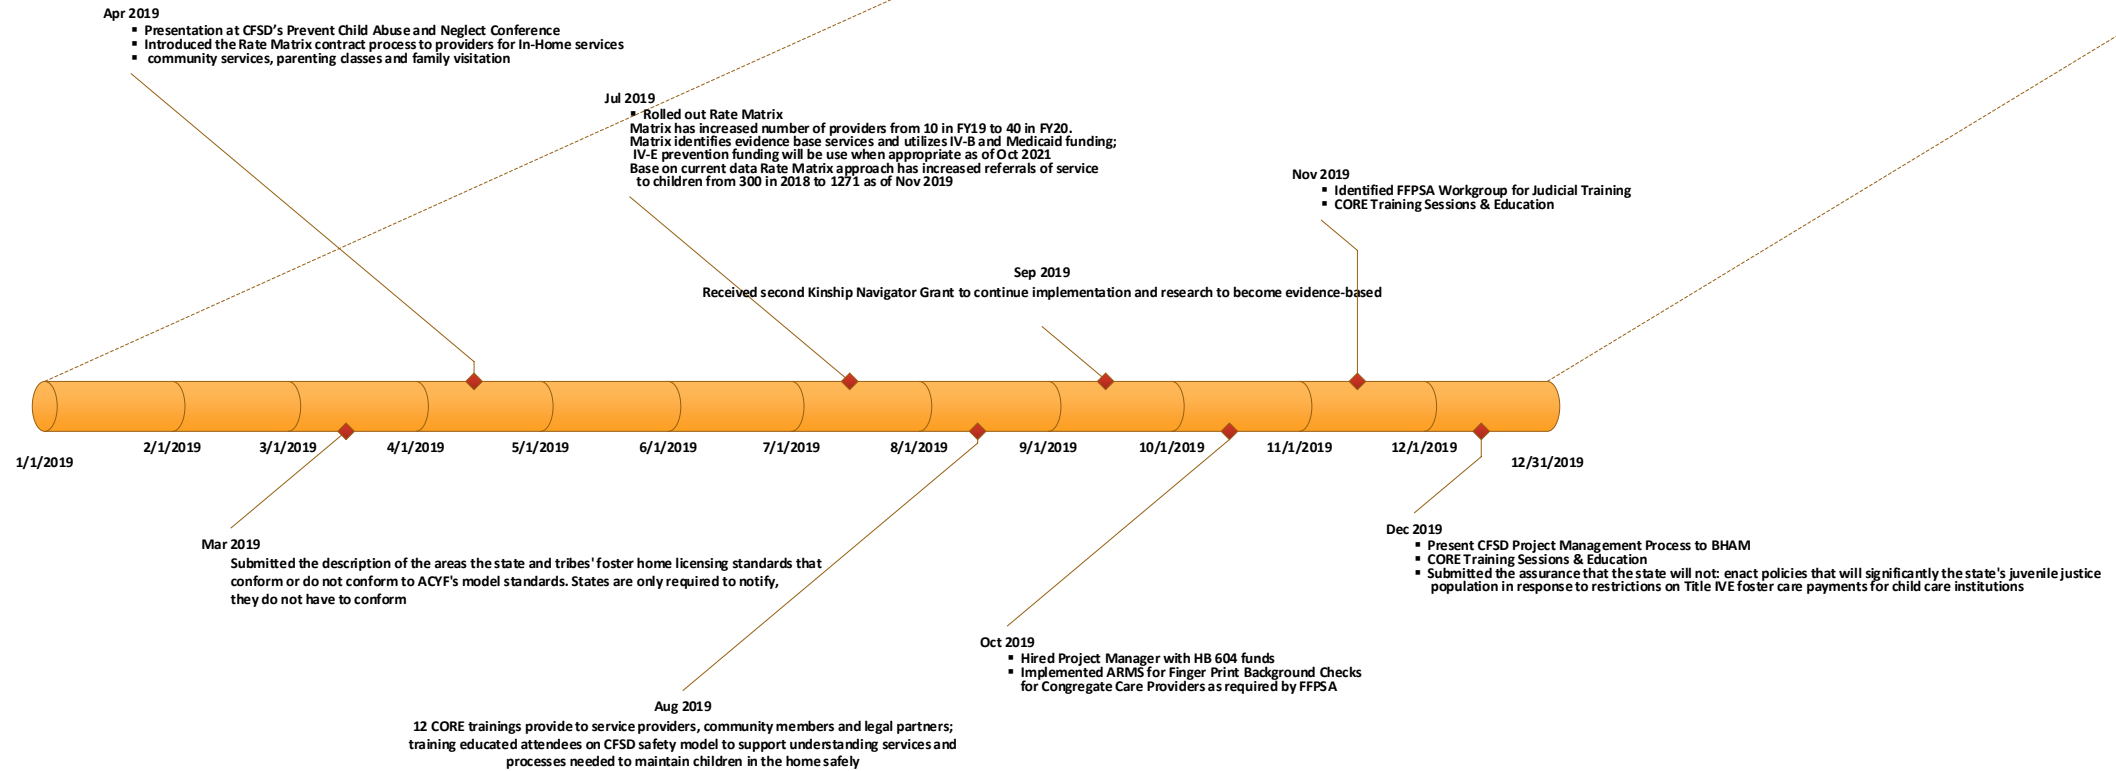 Apr 2019
▪ Presentation at CFSD's Prevent Child Abuse and Neglect Conference
▪ Introduced the Rate Matrix contract process to providers for In-Home services
▪ community services, parenting classes and family visitation
Jul 2019
▪ Rolled out Rate Matrix
Matrix has increased number of providers from 10 in FY19 to 40 in FY20.
Matrix identifies evidence base services and utilizes IV-B and Medicaid funding;
IV-E prevention funding will be use when appropriate as of Oct 2021
Base on current data Rate Matrix approach has increased referrals of service
to children from 300 in 2018 to 1271 as of Nov 2019
Nov 2019
▪ Identified FFPSA Workgroup for Judicial Training
▪ CORE Training Sessions & Education
Sep 2019
Received second Kinship Navigator Grant to continue implementation and research to become evidence-based
1/1/2019
2/1/2019
3/1/2019
4/1/2019
5/1/2019
6/1/2019
7/1/2019
8/1/2019
9/1/2019
10/1/2019
11/1/2019
12/1/2019
12/31/2019
Mar 2019
Submitted the description of the areas the state and tribes' foster home licensing standards that
conform or do not conform to ACYF's model standards. States are only required to notify,
they do not have to conform
Dec 2019
▪ Present CFSD Project Management Process to BHAM
▪ CORE Training Sessions & Education
▪ Submitted the assurance that the state will not: enact policies that will significantly the state's juvenile justice
population in response to restrictions on Title IVE foster care payments for child care institutions
Oct 2019
▪ Hired Project Manager with HB 604 funds
▪ Implemented ARMS for Finger Print Background Checks
for Congregate Care Providers as required by FFPSA
Aug 2019
12 CORE trainings provide to service providers, community members and legal partners;
training educated attendees on CFSD safety model to support understanding services and
processes needed to maintain children in the home safely